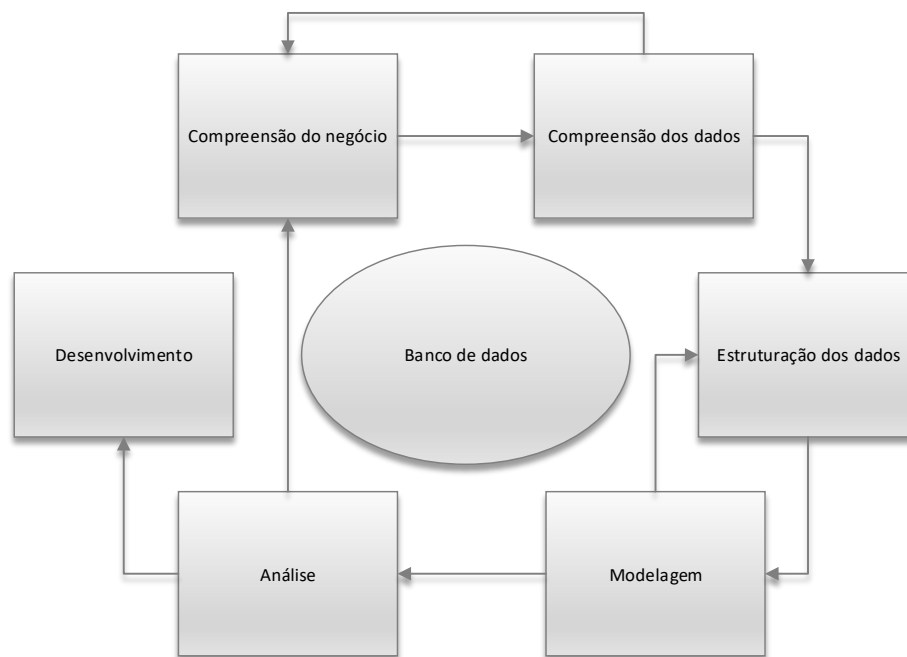 Compreensão do negócio
Compreensão dos dados
Desenvolvimento
Banco de dados
Estruturação dos dados
Análise
Modelagem